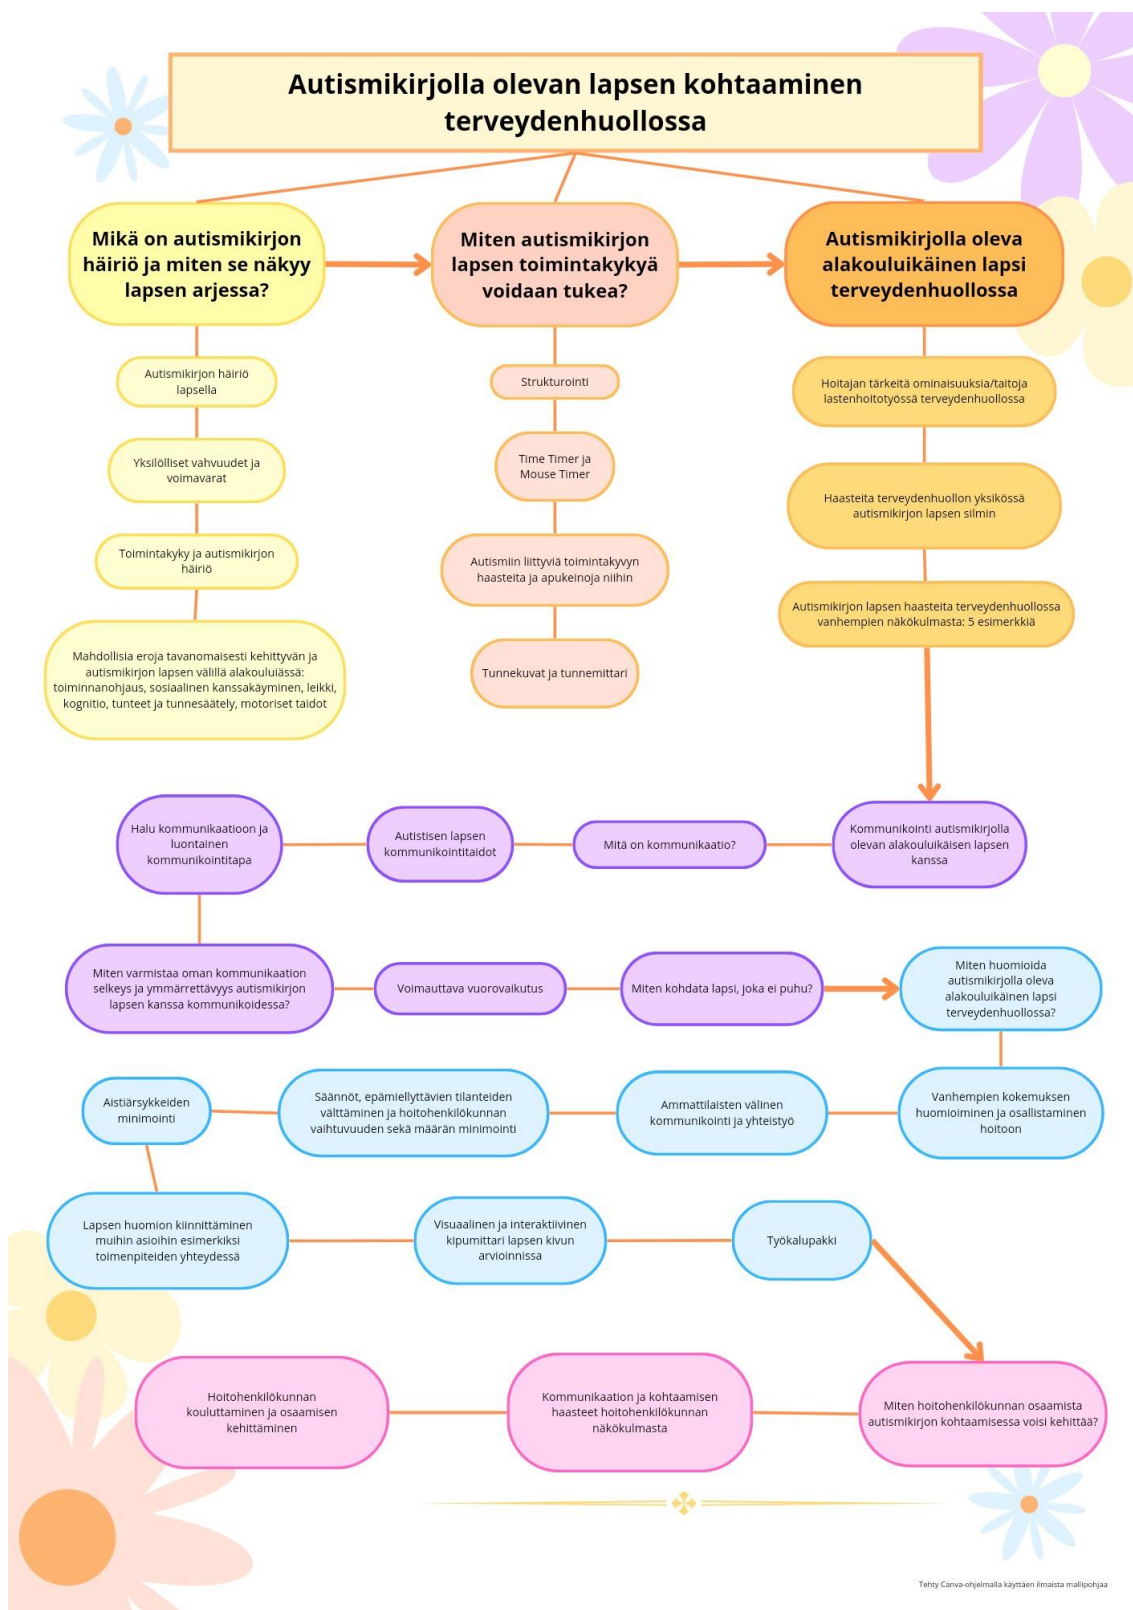 Autismikirjolla olevan lapsen kohtaaminen
terveydenhuollossa
Mikä on autismikirjon
häiriö ja miten se näkyy
lapsen arjessa?
Miten autismikirjon
lapsen toimintakykyä
voidaan tukea?
Autismikirjolla oleva
alakouluikäinen lapsi
terveydenhuollossa
Autismikirjon häiriö
lapsella
Yksilölliset vahvuudet ja
voimavarat
Toimintakyky ja autismikirjon
häiriö
Mahdollisia eroja tavanomaisesti kehittyvän ja
autismikirjon lapsen välillä alakouluiässä:
toiminnanohjaus, sosiaalinen kanssakäyminen, leikki,
kognitio, tunteet ja tunnesäätely, motoriset taidot
Strukturointi
Time Timer ja
Mouse Timer
Autismiin liittyviä toimintakyvyn
haasteita ja apukeinoja niihin
Tunnekuvat ja tunnemittari
Hoitajan tärkeitä ominaisuuksia/taitoja
lastenhoitotyössä terveydenhuollossa
Haasteita terveydenhuollon yksikössä
autismikirjon lapsen silmin
Autismikirjon lapsen haasteita terveydenhuollossa
vanhempien näkökulmasta: 5 esimerkkiä
Kommunikointi autismikirjolla
olevan alakouluikäisen lapsen
kanssa
Mitä on kommunikaatio?
Autistisen lapsen
kommunikointitaidot
Halu kommunikaatioon ja
luontainen
kommunikointitapa
Miten varmistaa oman kommunikaation
selkeys ja ymmärrettävyys autismikirjon
lapsen kanssa kommunikoidessa?
Voimauttava vuorovaikutus
Miten kohdata lapsi, joka ei puhu?
Miten huomioida
autismikirjolla oleva
alakouluikäinen lapsi
terveydenhuollossa?
Vanhempien kokemuksen
huomioiminen ja osallistaminen
hoitoon
Ammattilaisten välinen
kommunikointi ja yhteistyö
Säännöt, epämiellyttävien tilanteiden
välttäminen ja hoitohenkilökunnan
vaihtuvuuden sekä määrän minimointi
Aistiärsykkeiden
minimointi
Lapsen huomion kiinnittäminen
muihin asioihin esimerkiksi
toimenpiteiden yhteydessä
Visuaalinen ja interaktiivinen
kipumittari lapsen kivun
arvioinnissa
Työkalupakki
Miten hoitohenkilökunnan osaamista
autismikirjon kohtaamisessa voisi kehittää?
Kommunikaation ja kohtaamisen
haasteet hoitohenkilökunnan
näkökulmasta
Hoitohenkilökunnan
kouluttaminen ja osaamisen
kehittäminen
Tehty Canva-ohjelmalla käyttäen ilmaista mallipohjaa